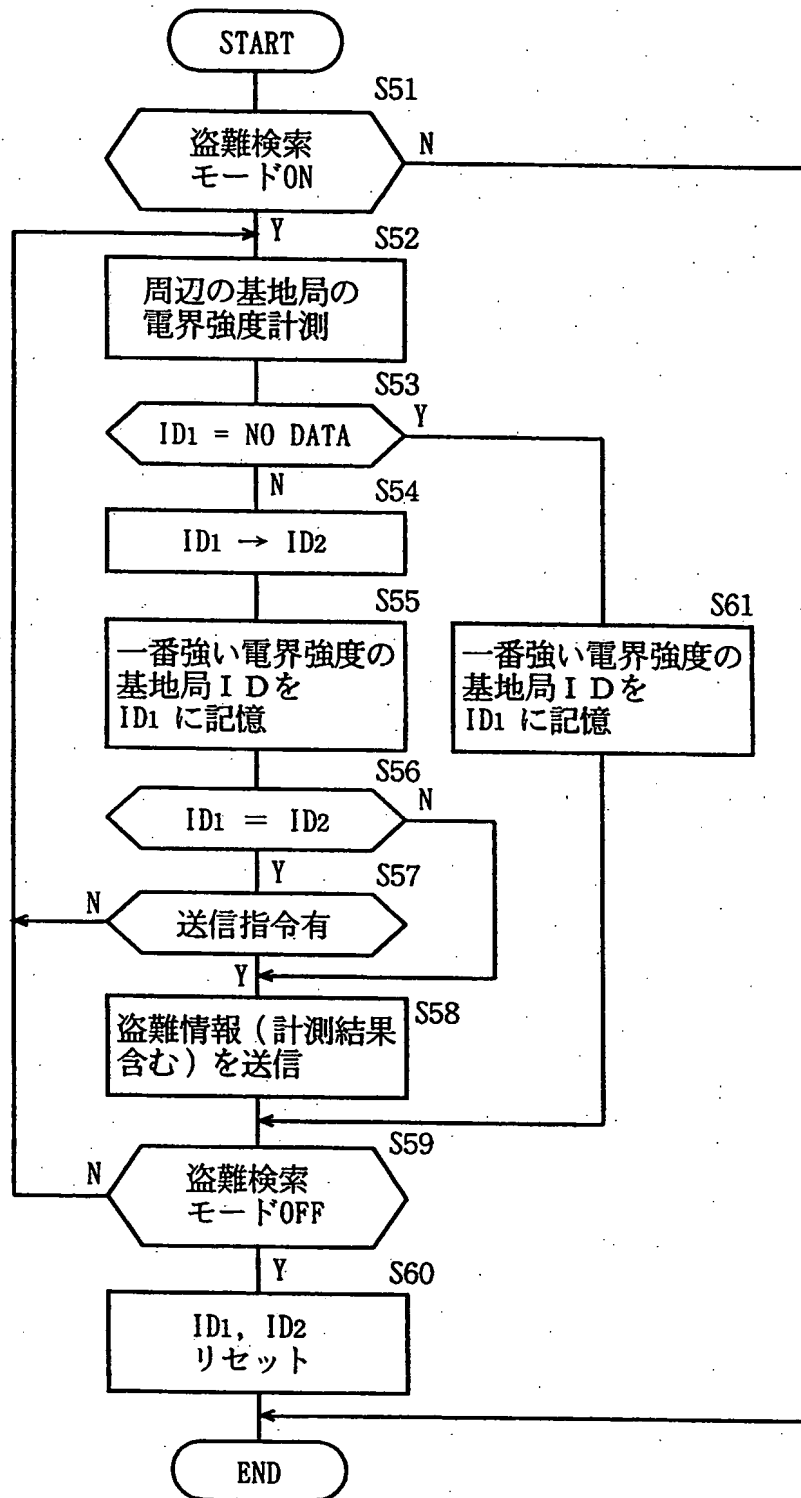 START
S51
盗難検索
モードON
N
Y
S52
周辺の基地局の
電界強度計測
S53
ID1 = NO DATA
Y
N
S54
ID1 → ID2
S55
一番強い電界強度の
基地局ＩＤを
ID1 に記憶
S61
一番強い電界強度の
基地局ＩＤを
ID1 に記憶
S56
ID1 = ID2
N
Y
S57
N
送信指令有
Y
S58
盗難情報（計測結果
含む）を送信
S59
N
盗難検索
モードOFF
Y
S60
ID1, ID2
リセット
END